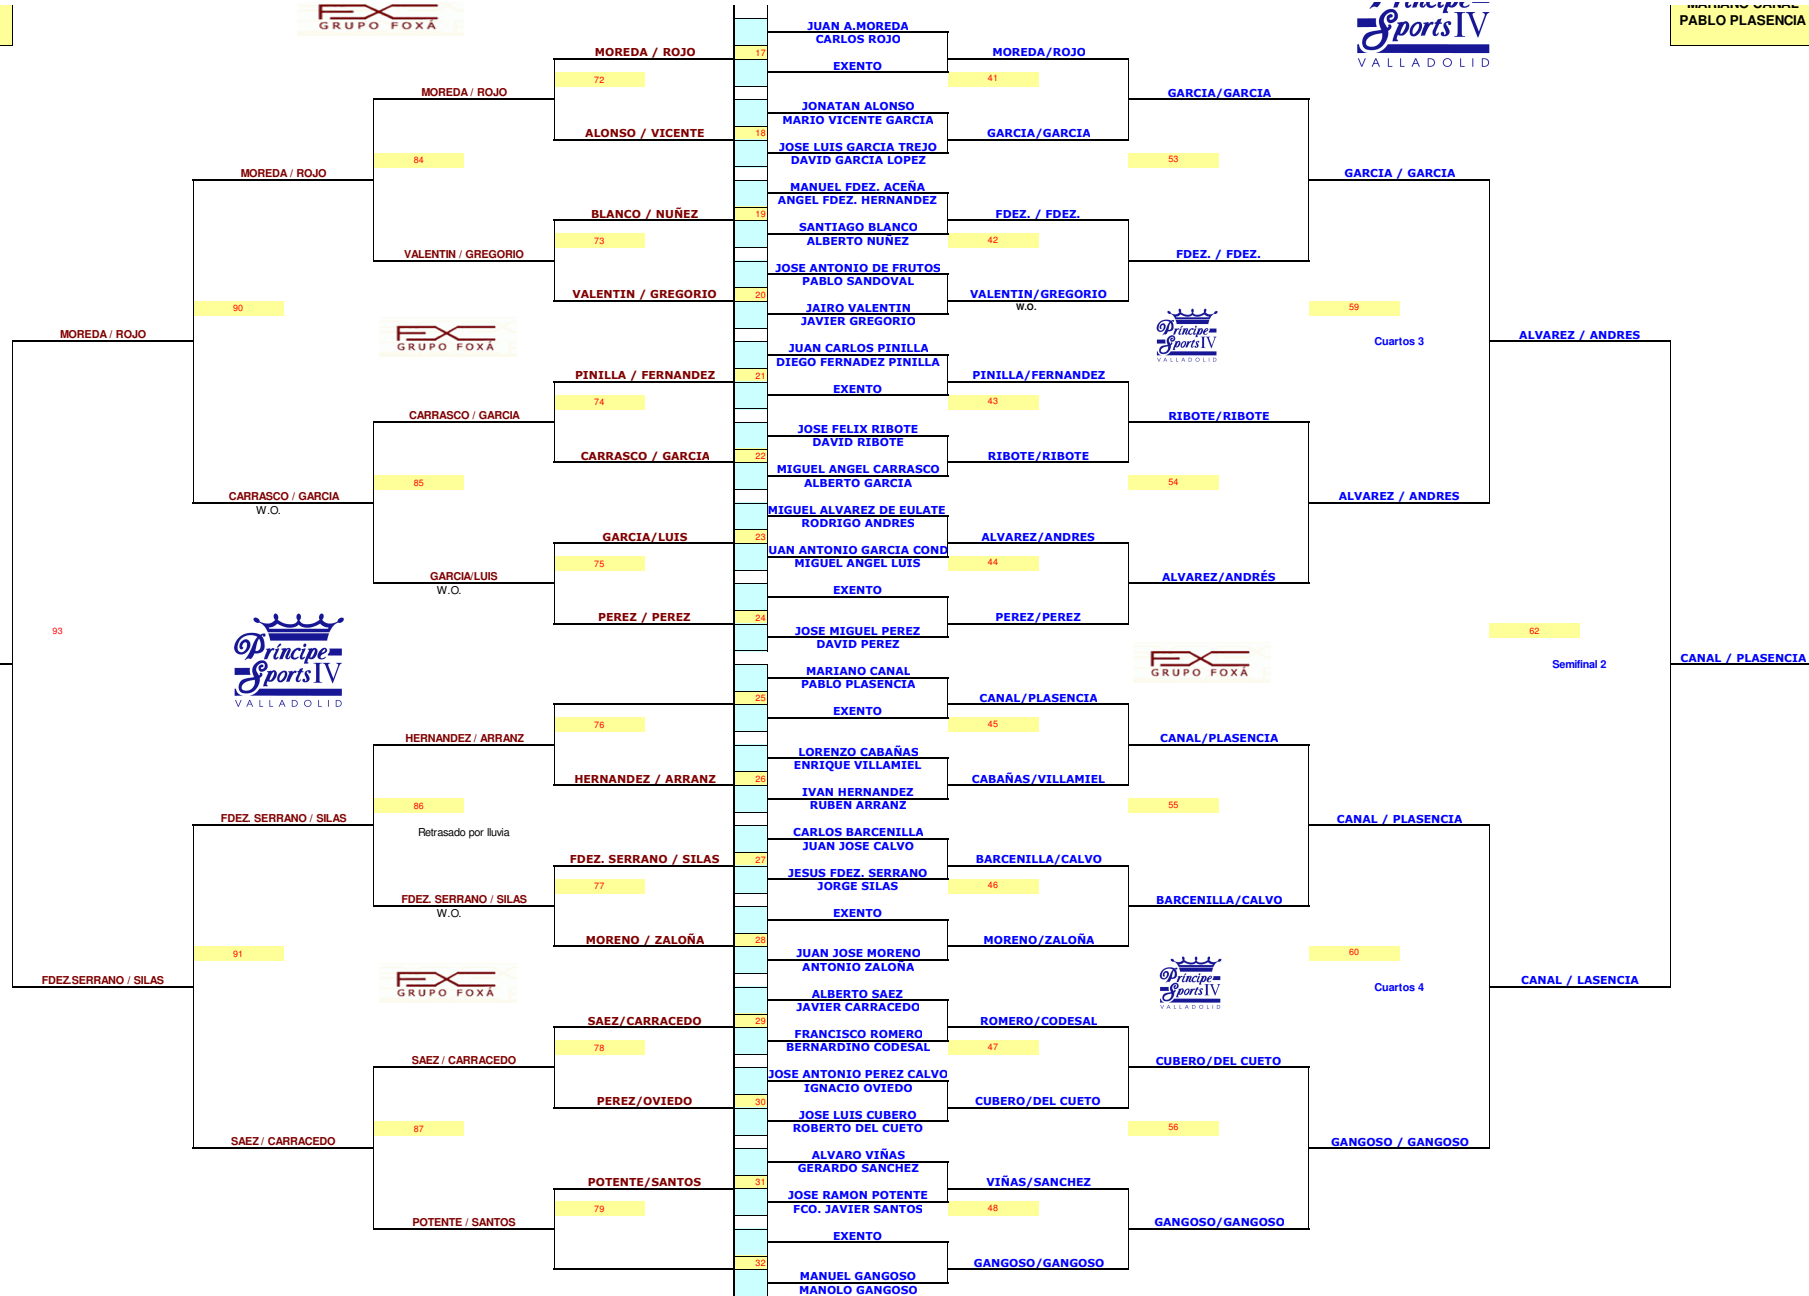 GRUPO FOXÁ
Príncipe
Sports IV
VALLADOLID
MARIANO CANAL
PABLO PLASENCIA
JUAN A.MOREDA
CARLOS ROJO
MOREDA / ROJO
17
MOREDA/ROJO
EXENTO
72
41
MOREDA / ROJO
GARCIA/GARCIA
JONATAN ALONSO
MARIO VICENTE GARCIA
ALONSO / VICENTE
18
GARCIA/GARCIA
JOSE LUIS GARCIA TREJO
DAVID GARCIA LOPEZ
84
53
MOREDA / ROJO
GARCIA / GARCIA
MANUEL FDEZ. ACEÑA
ANGEL FDEZ. HERNANDEZ
BLANCO / NUÑEZ
19
FDEZ. / FDEZ.
SANTIAGO BLANCO
ALBERTO NUÑEZ
73
42
VALENTIN / GREGORIO
FDEZ. / FDEZ.
JOSE ANTONIO DE FRUTOS
PABLO SANDOVAL
VALENTIN / GREGORIO
20
VALENTIN/GREGORIO
W.O.
JAIRO VALENTIN
JAVIER GREGORIO
90
59
Príncipe
Sports IV
VALLADOLID
GRUPO FOXÁ
MOREDA / ROJO
Cuartos 3
ALVAREZ / ANDRES
JUAN CARLOS PINILLA
DIEGO FERNADEZ PINILLA
PINILLA / FERNANDEZ
21
PINILLA/FERNANDEZ
EXENTO
74
43
CARRASCO / GARCIA
RIBOTE/RIBOTE
JOSE FELIX RIBOTE
DAVID RIBOTE
CARRASCO / GARCIA
22
RIBOTE/RIBOTE
MIGUEL ANGEL CARRASCO
ALBERTO GARCIA
85
54
CARRASCO / GARCIA
W.O.
ALVAREZ / ANDRES
MIGUEL ALVAREZ DE EULATE
RODRIGO ANDRES
GARCIA/LUIS
23
ALVAREZ/ANDRES
UAN ANTONIO GARCIA COND
MIGUEL ANGEL LUIS
75
44
GARCIA/LUIS
W.O.
ALVAREZ/ANDRÉS
EXENTO
PEREZ / PEREZ
24
PEREZ/PEREZ
JOSE MIGUEL PEREZ
DAVID PEREZ
93
62
Príncipe
Sports IV
VALLADOLID
GRUPO FOXÁ
Semifinal 2
CANAL / PLASENCIA
MARIANO CANAL
PABLO PLASENCIA
25
CANAL/PLASENCIA
EXENTO
76
45
HERNANDEZ / ARRANZ
CANAL/PLASENCIA
LORENZO CABAÑAS
ENRIQUE VILLAMIEL
HERNANDEZ / ARRANZ
26
CABAÑAS/VILLAMIEL
IVAN HERNANDEZ
RUBEN ARRANZ
86
55
FDEZ. SERRANO / SILAS
Retrasado por lluvia
CANAL / PLASENCIA
CARLOS BARCENILLA
JUAN JOSE CALVO
FDEZ. SERRANO / SILAS
27
BARCENILLA/CALVO
JESUS FDEZ. SERRANO
JORGE SILAS
77
46
FDEZ. SERRANO / SILAS
W.O.
BARCENILLA/CALVO
EXENTO
MORENO / ZALOÑA
28
MORENO/ZALOÑA
JUAN JOSE MORENO
ANTONIO ZALOÑA
91
60
GRUPO FOXÁ
Príncipe
Sports IV
VALLADOLID
FDEZ.SERRANO / SILAS
Cuartos 4
CANAL / LASENCIA
ALBERTO SAEZ
JAVIER CARRACEDO
SAEZ/CARRACEDO
29
ROMERO/CODESAL
FRANCISCO ROMERO
BERNARDINO CODESAL
78
47
SAEZ / CARRACEDO
CUBERO/DEL CUETO
JOSE ANTONIO PEREZ CALVO
IGNACIO OVIEDO
PEREZ/OVIEDO
30
CUBERO/DEL CUETO
JOSE LUIS CUBERO
ROBERTO DEL CUETO
87
56
SAEZ / CARRACEDO
GANGOSO / GANGOSO
ALVARO VIÑAS
GERARDO SANCHEZ
POTENTE/SANTOS
31
VIÑAS/SANCHEZ
JOSE RAMON POTENTE
FCO. JAVIER SANTOS
79
48
POTENTE / SANTOS
GANGOSO/GANGOSO
EXENTO
32
GANGOSO/GANGOSO
MANUEL GANGOSO
MANOLO GANGOSO